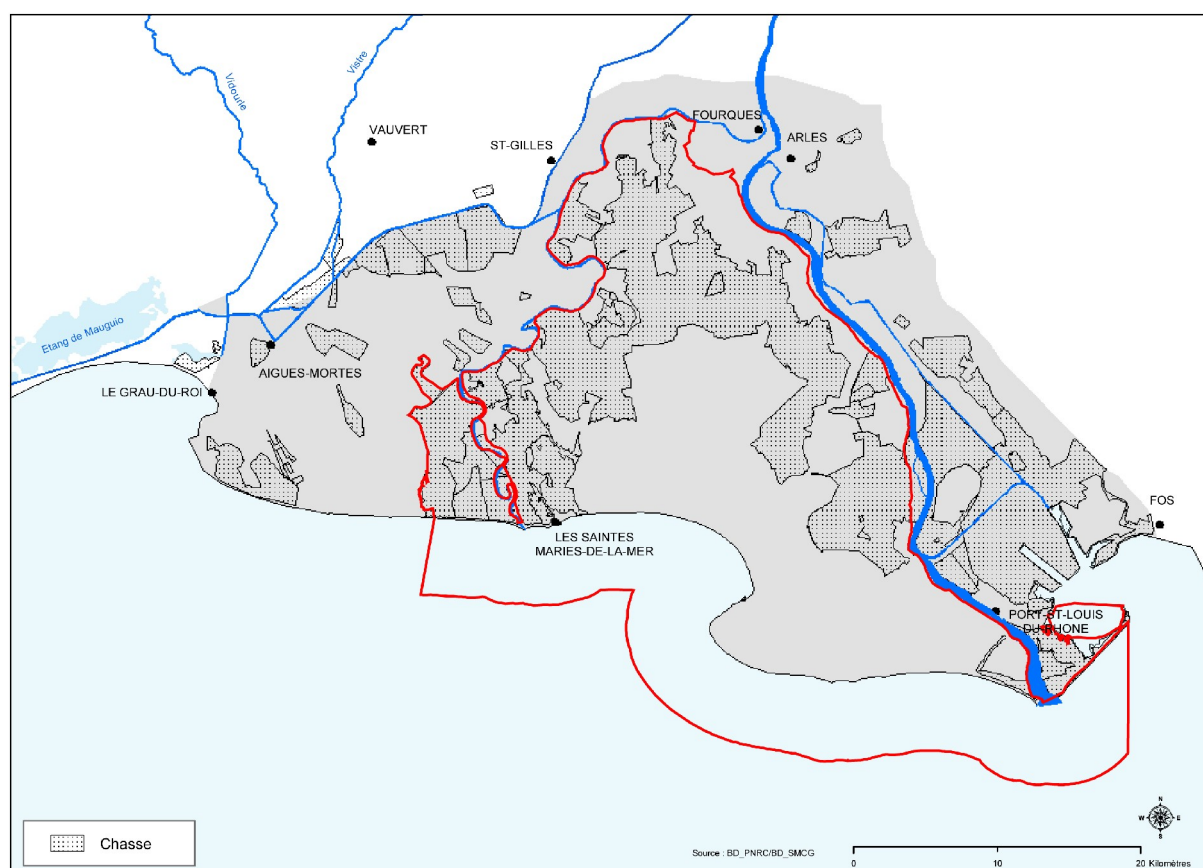 Vidourle
Vistre
VAUVERT
ST-GILLES
FOURQUES
ARLES
Etang de Mauguio
AIGUES-MORTES
LE GRAU-DU-ROI
LES SAINTES
MARIES-DE-LA-MER
FOS
PORT-ST-LOUIS
DU-RHONE
N
W
E
S
Chasse
Source : BD_PNRC/BD_SMCG
0
10
20 Kilomètres